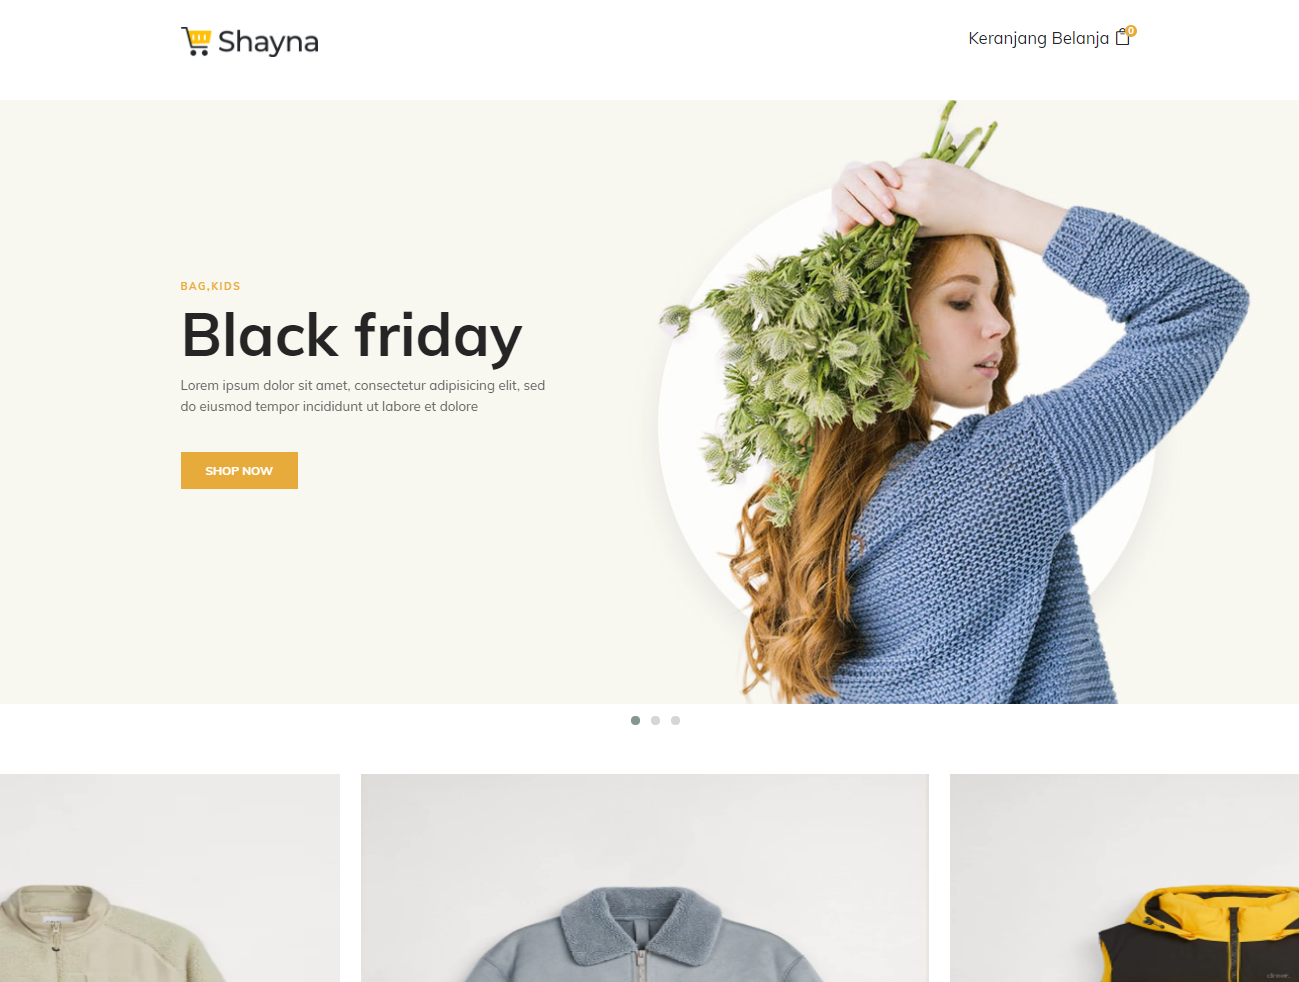 Shayna
Keranjang Belanja 0
BAG,KIDS
Black friday
Lorem ipsum dolor sit amet, consectetur adipisicing elit, sed
do eiusmod tempor incididunt ut labore et dolore
SHOP NOW